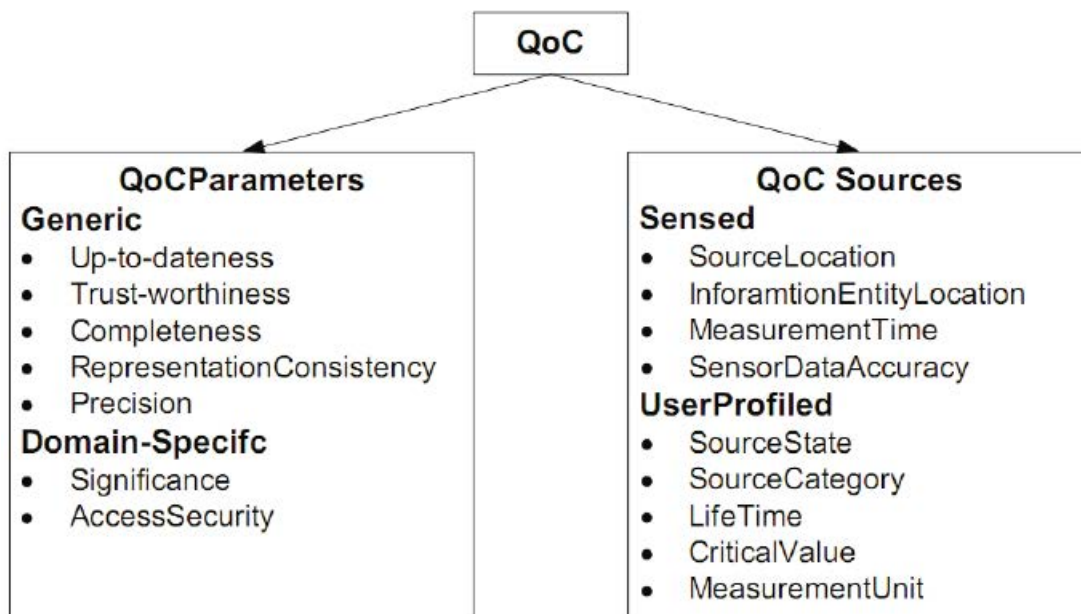 QoC
QoCParameters
Generic
• Up-to-dateness
• Trust-worthiness
• Completeness
• RepresentationConsistency
• Precision
Domain-Specifc
• Significance
• AccessSecurity
QoC Sources
Sensed
• SourceLocation
• InforamtionEntityLocation
• MeasurementTime
• SensorDataAccuracy
UserProfiled
• SourceState
• SourceCategory
• LifeTime
• CriticalValue
• MeasurementUnit